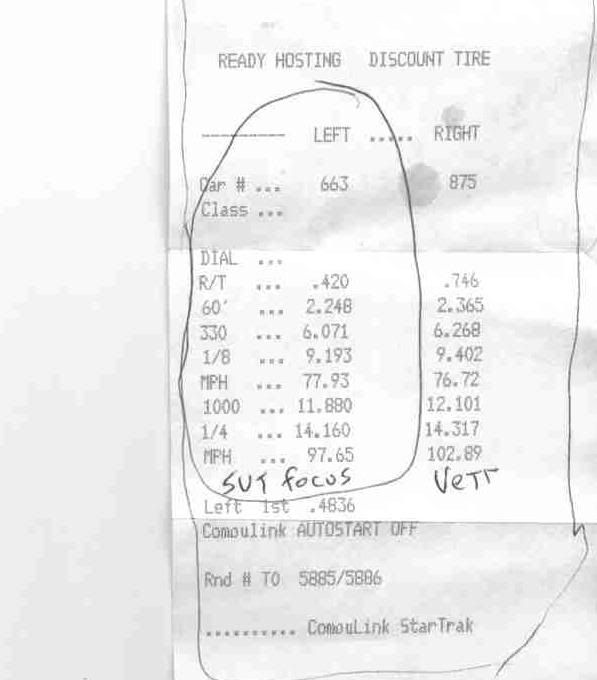 READY HOSTING DISCOUNT TIRE
---------- LEFT ..... RIGHT
Car # ... 663 875
Class ...
DIAL ...
R/T ... .420 .746
60' ... 2.248 2.365
330 ... 6.071 6.268
1/8 ... 9.193 9.402
MPH ... 77.93 76.72
1000 ... 11.880 12.101
1/4 ... 14.160 14.317
MPH ... 97.65 102.89
SVT focus VeTT
Left 1st .4836
Compulink AUTOSTART OFF
Rnd # TO 5885/5886
.......... CompuLink StarTrak